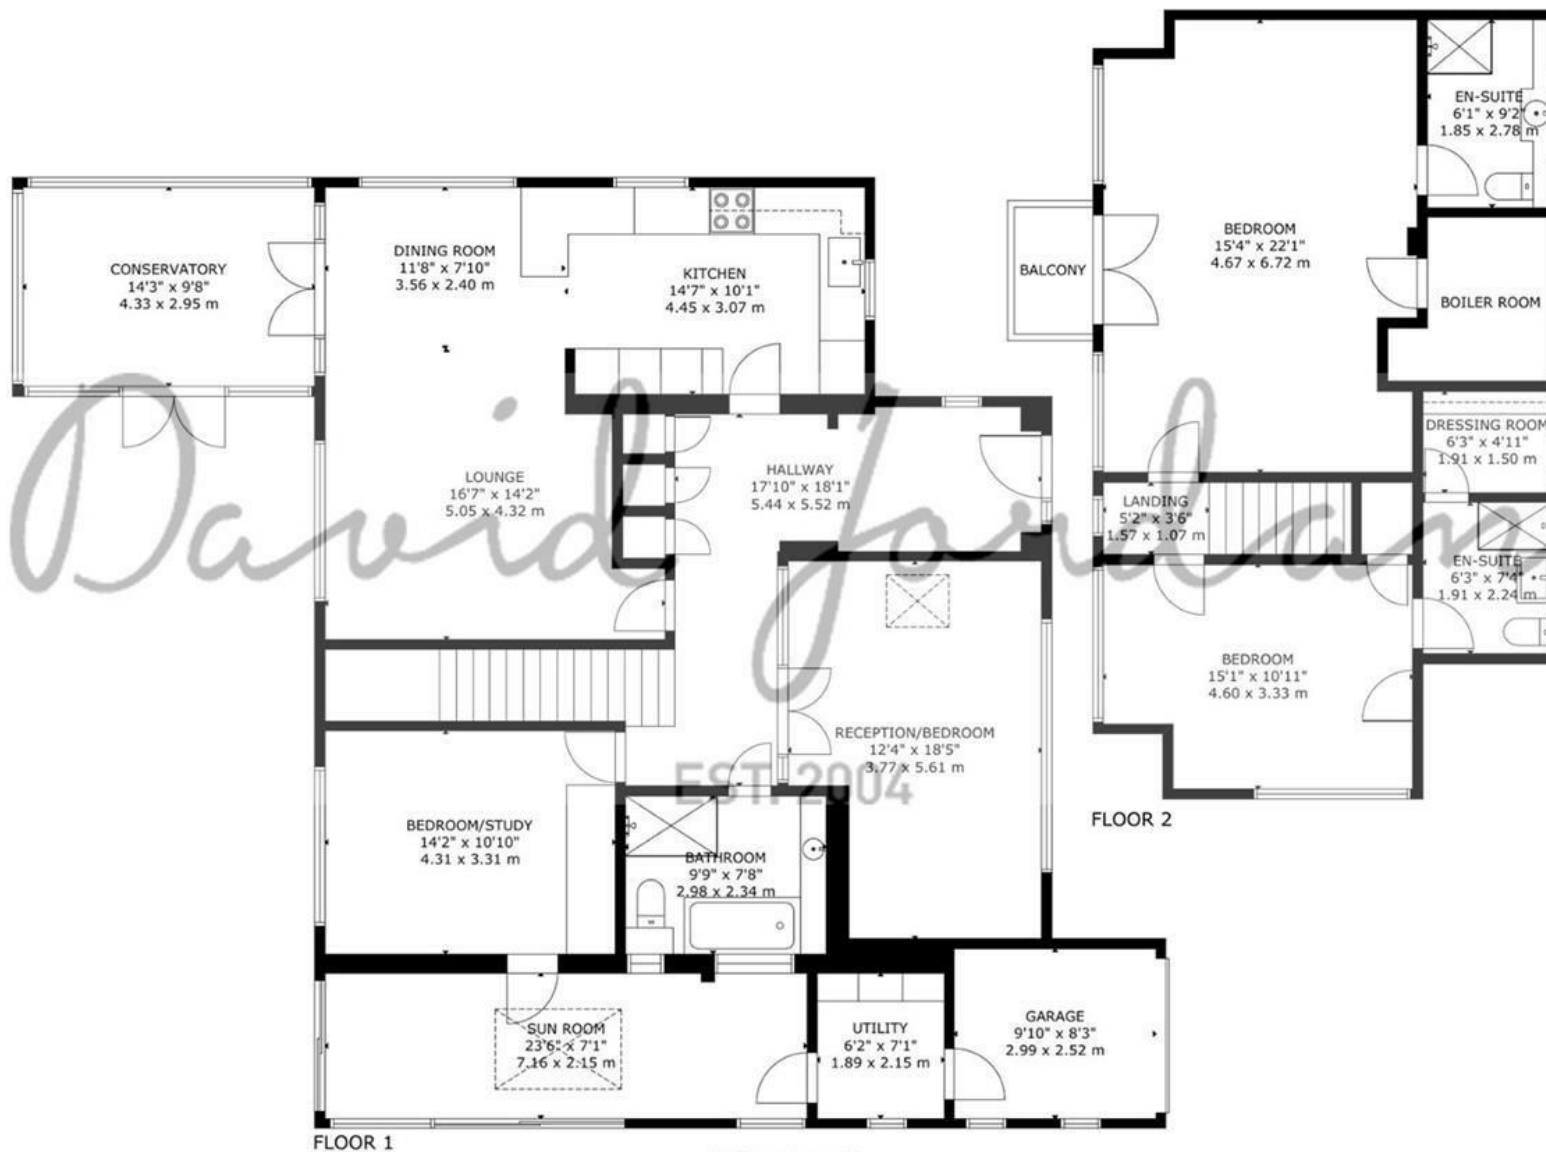 EN-SUITE
6'1" x 9'2"
1.85 x 2.78 m
BEDROOM
15'4" x 22'1"
4.67 x 6.72 m
BALCONY
BOILER ROOM
CONSERVATORY
14'3" x 9'8"
4.33 x 2.95 m
DINING ROOM
11'8" x 7'10"
3.56 x 2.40 m
KITCHEN
14'7" x 10'1"
4.45 x 3.07 m
David Jordan
EST. 2004
LOUNGE
16'7" x 14'2"
5.05 x 4.32 m
HALLWAY
17'10" x 18'1"
5.44 x 5.52 m
DRESSING ROOM
6'3" x 4'11"
1.91 x 1.50 m
LANDING
5'2" x 3'6"
1.57 x 1.07 m
EN-SUITE
6'3" x 7'4"
1.91 x 2.24 m
BEDROOM
15'1" x 10'11"
4.60 x 3.33 m
RECEPTION/BEDROOM
12'4" x 18'5"
3.77 x 5.61 m
FLOOR 2
BEDROOM/STUDY
14'2" x 10'10"
4.31 x 3.31 m
BATHROOM
9'9" x 7'8"
2.98 x 2.34 m
SUN ROOM
23'6" x 7'1"
7.16 x 2.15 m
UTILITY
6'2" x 7'1"
1.89 x 2.15 m
GARAGE
9'10" x 8'3"
2.99 x 2.52 m
FLOOR 1